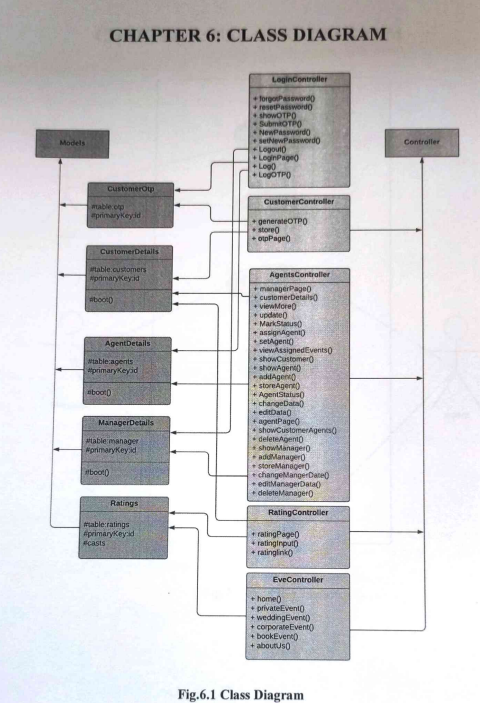 CHAPTER 6: CLASS DIAGRAM
Models
CustomerOtp
#table:otp
#primaryKey:id
CustomerDetails
#table:customers
#primaryKey:id
#boot()
AgentDetails
#table:agents
#primaryKey:id
#boot()
ManagerDetails
#table:manager
#primaryKey:id
#boot()
Ratings
#table:ratings
#primaryKey:id
#casts
LoginController
+ forgotPassword()
+ resetPassword()
+ showOTP()
+ SubmitOTP()
+ NewPassword()
+ setNewPassword()
+ Logout()
+ LoginPage()
+ Log()
+ LogOTP()
CustomerController
+ generateOTP()
+ store()
+ otpPage()
AgentsController
+ managerPage()
+ customerDetails()
+ viewMore()
+ update()
+ MarkStatus()
+ assignAgent()
+ setAgent()
+ viewAssignedEvents()
+ showCustomer()
+ showAgent()
+ addAgent()
+ storeAgent()
+ AgentStatus()
+ changeData()
+ editData()
+ agentPage()
+ showCustomerAgents()
+ deleteAgent()
+ showManager()
+ addManager()
+ storeManager()
+ changeMangerDate()
+ editManagerData()
+ deleteManager()
RatingController
+ ratingPage()
+ ratingInput()
+ ratinglink()
EveController
+ home()
+ privateEvent()
+ weddingEvent()
+ corporateEvent()
+ bookEvent()
+ aboutUs()
Controller
Fig.6.1 Class Diagram